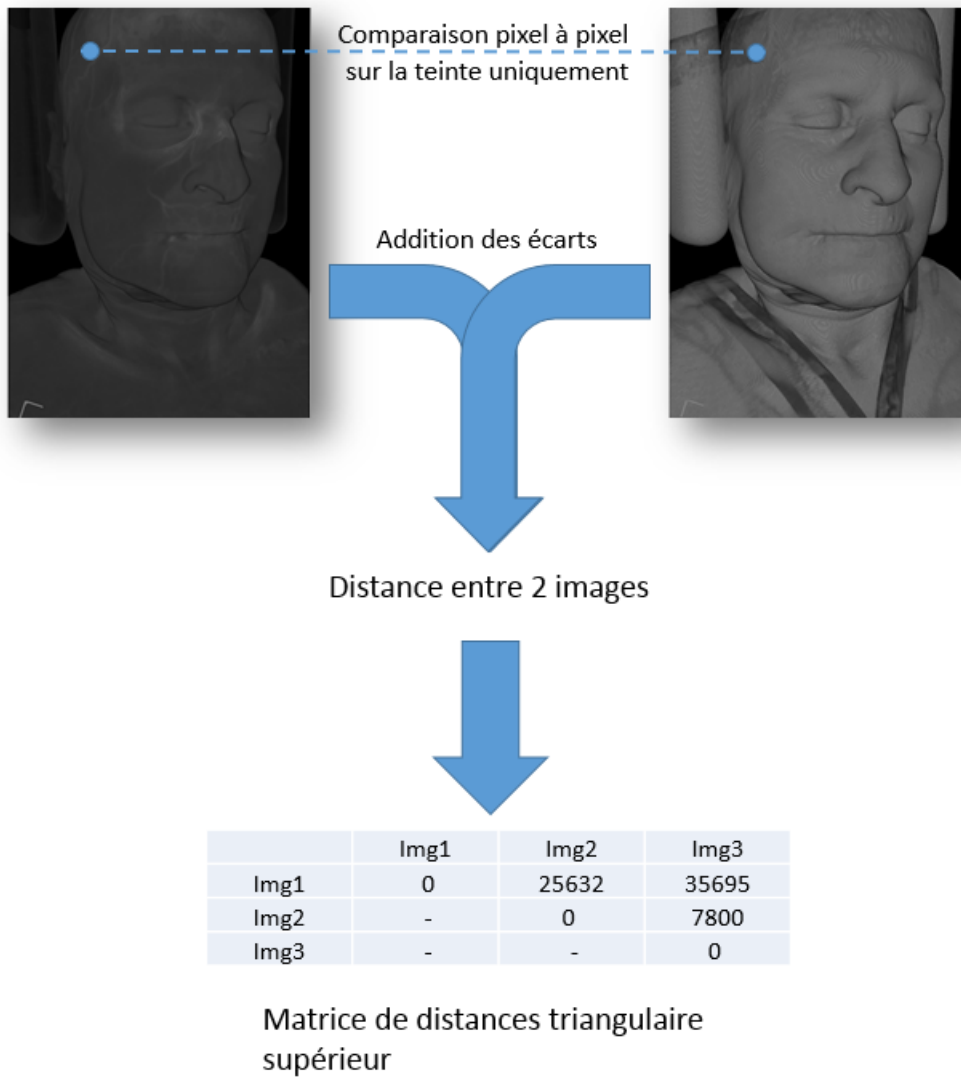 Comparaison pixel à pixel
sur la teinte uniquement
Addition des écarts
Distance entre 2 images
Img1 Img2 Img3
Img1 0 25632 35695
Img2 - 0 7800
Img3 - - 0
Matrice de distances triangulaire
supérieur